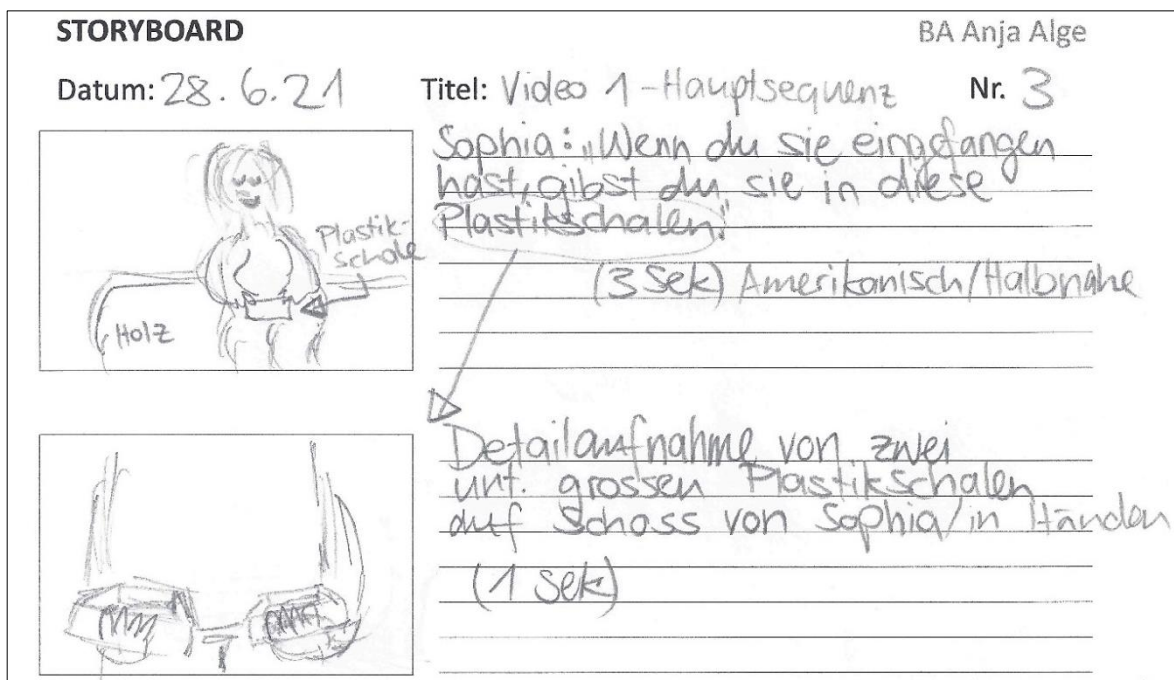 STORYBOARD
BA Anja Alge
Datum: 28.6.21
Titel: Video 1 - Hauptsequenz
Nr. 3
Sophia: „Wenn du sie eingefangen
hast, gibst du sie in diese
Plastikschalen."
(3 Sek) Amerikanisch/Halbnahe
Plastik-
schale
Holz
Detailaufnahme von zwei
unt. grossen Plastikschalen
auf Schoss von Sophia/in Händen
(1 Sek)